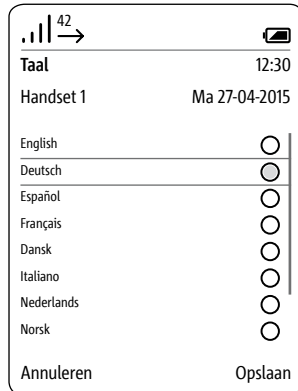 42
Taal 12:30
Handset 1 Ma 27-04-2015
English
Deutsch
Español
Français
Dansk
Italiano
Nederlands
Norsk
Annuleren Opslaan